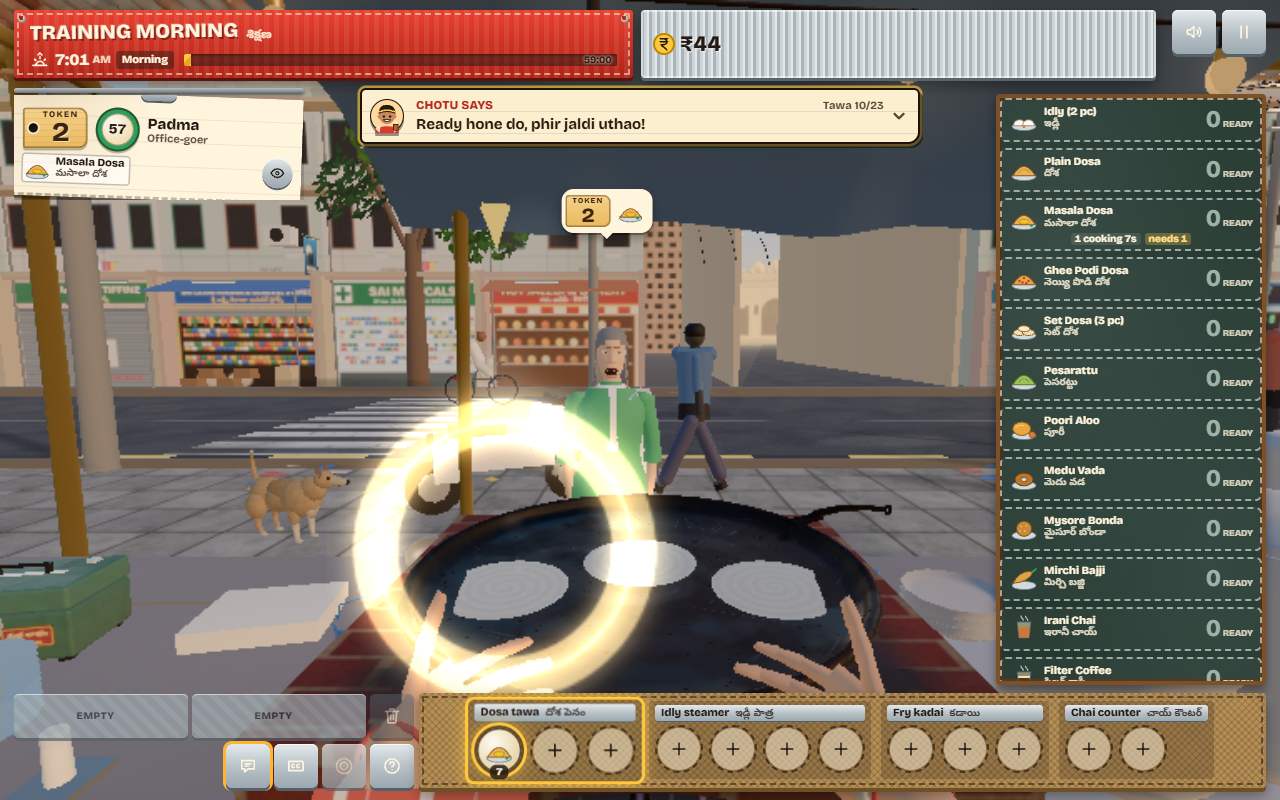 TRAINING MORNING శిక్షణ
7:01 AM Morning
59:00
₹ ₹44
TOKEN
2
57
Padma
Office-goer
Masala Dosa
మసాలా దోశ
CHOTU SAYS
Tawa 10/23
Ready hone do, phir jaldi uthao!
TOKEN
2
SAI
Idly (2 pc)
ఇడ్లీ
0 READY
Plain Dosa
దోశ
0 READY
Masala Dosa
మసాలా దోశ
0 READY
1 cooking 7s needs 1
Ghee Podi Dosa
నెయ్యి పొడి దోశ
0 READY
Set Dosa (3 pc)
సెట్ దోశ
0 READY
Pesarattu
పెసరట్టు
0 READY
Poori Aloo
పూరీ
0 READY
Medu Vada
మెదు వడ
0 READY
Mysore Bonda
మైసూర్ బోండా
0 READY
Mirchi Bajji
మిర్చి బజ్జీ
0 READY
Irani Chai
ఇరానీ చాయ్
0 READY
Filter Coffee
EMPTY
EMPTY
CC
Dosa tawa దోశ పెనం
7
Idly steamer ఇడ్లీ పాత్ర
Fry kadai కడాయి
Chai counter చాయ్ కౌంటర్